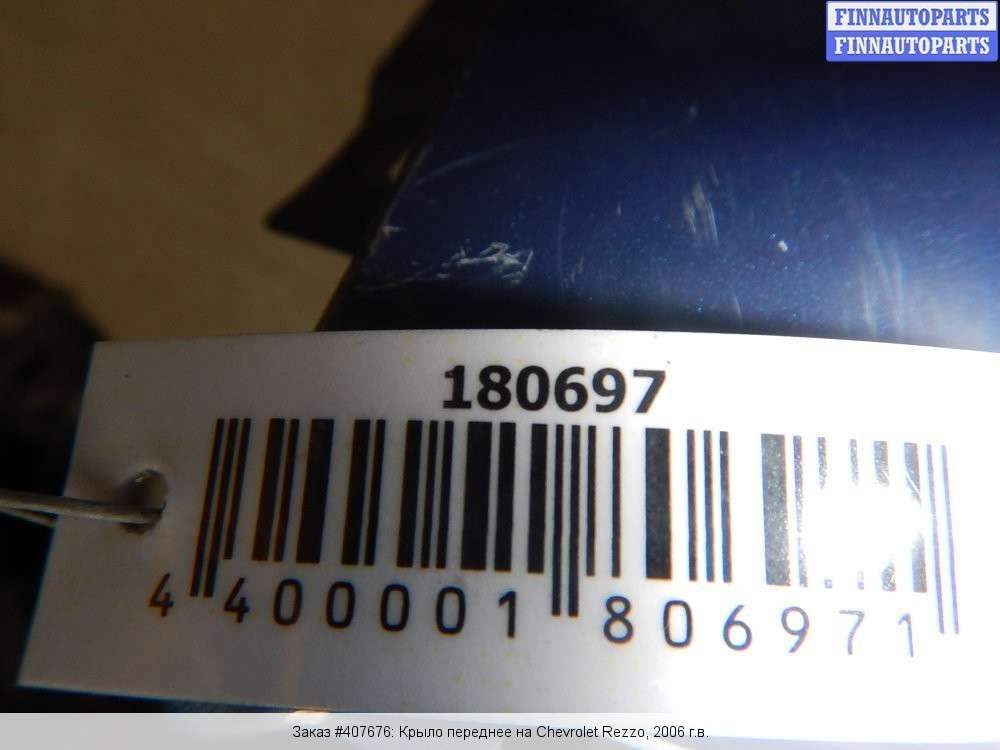 FINNAUTOPARTS
FINNAUTOPARTS
180697
4 400001 806971
Заказ #407676: Крыло переднее на Chevrolet Rezzo, 2006 г.в.